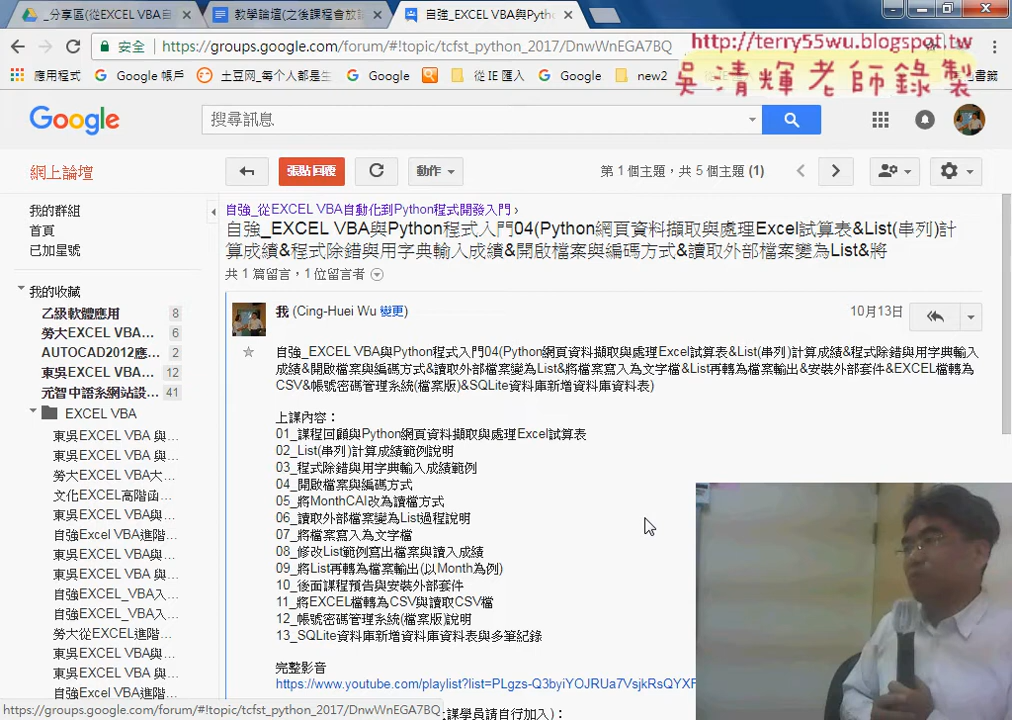 _分享區(從EXCEL VBA自
教學論壇(之後課程會放
自強_EXCEL VBA與Pyth
安全
https://groups.google.com/forum/#!topic/tcfst_python_2017/DnwWnEGA7BQ
http://terry55wu.blogspot.tw
吳清輝老師錄製
應用程式
Google 帳戶
土豆网_每个人都是生
Google
從 IE 匯入
Google
new2
從 IE 匯入
書籤
Google
搜尋訊息
網上論壇
張貼回覆
動作
第 1 個主題，共 5 個主題 (1)
我的群組
首頁
已加星號
我的收藏
乙級軟體應用 8
勞大EXCEL VBA... 6
AUTOCAD2012應... 2
東吳EXCEL VBA... 12
元智中語系網站設... 41
EXCEL VBA
東吳EXCEL VBA 與...
東吳EXCEL VBA 與...
勞大EXCEL VBA大...
文化EXCEL高階函...
東吳EXCEL VBA與...
自強Excel VBA進階...
東吳EXCEL VBA與...
東吳EXCEL VBA 與...
自強EXCEL_VBA入...
自強EXCEL_VBA入...
勞大從EXCEL進階...
東吳EXCEL VBA與...
東吳EXCEL VBA 與...
自強Excel VBA進階...
自強_從EXCEL VBA自動化到Python程式開發入門 ›
自強_EXCEL VBA與Python程式入門04(Python網頁資料擷取與處理Excel試算表&List(串列)計
算成績&程式除錯與用字典輸入成績&開啟檔案與編碼方式&讀取外部檔案變為List&將
共 1 篇留言，1 位留言者
我 (Cing-Huei Wu 變更)
10月13日
自強_EXCEL VBA與Python程式入門04(Python網頁資料擷取與處理Excel試算表&List(串列)計算成績&程式除錯與用字典輸入
成績&開啟檔案與編碼方式&讀取外部檔案變為List&將檔案寫入為文字檔&List再轉為檔案輸出&安裝外部套件&EXCEL檔轉為
CSV&帳號密碼管理系統(檔案版)&SQLite資料庫新增資料庫資料表)
上課內容：
01_課程回顧與Python網頁資料擷取與處理Excel試算表
02_List(串列)計算成績範例說明
03_程式除錯與用字典輸入成績範例
04_開啟檔案與編碼方式
05_將MonthCAl改為讀檔方式
06_讀取外部檔案變為List過程說明
07_將檔案寫入為文字檔
08_修改List範例寫出檔案與讀入成績
09_將List再轉為檔案輸出(以Month為例)
10_後面課程預告與安裝外部套件
11_將EXCEL檔轉為CSV與讀取CSV檔
12_帳號密碼管理系統(檔案版)說明
13_SQLite資料庫新增資料庫資料表與多筆紀錄
完整影音
https://www.youtube.com/playlist?list=PLgzs-Q3byiYOJRUa7VsjkRsQYXF
https://groups.google.com/forum/#!topic/tcfst_python_2017/DnwWnEGA7BQ
課學員請自行加入)：